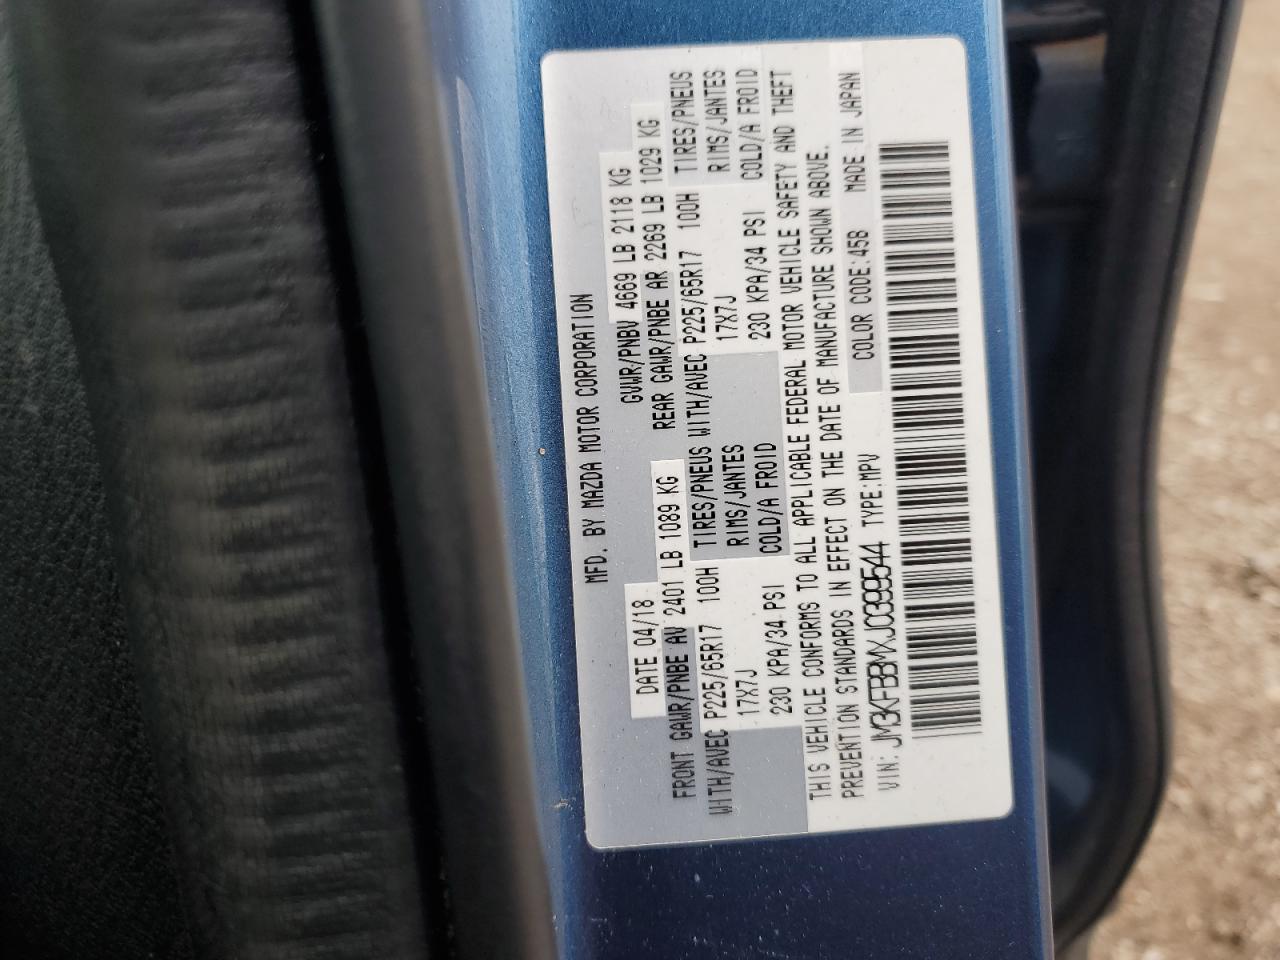 MFD. BY MAZDA MOTOR CORPORATION
DATE 04/18 GVWR/PNBV 4669 LB 2118 KG
FRONT GAWR/PNBE AV 2401 LB 1089 KG REAR GAWR/PNBE AR 2269 LB 1029 KG
WITH/AVEC P225/65R17 100H TIRES/PNEUS WITH/AVEC P225/65R17 100H TIRES/PNEUS
17X7J RIMS/JANTES 17X7J RIMS/JANTES
230 KPA/34 PSI COLD/A FROID 230 KPA/34 PSI COLD/A FROID
THIS VEHICLE CONFORMS TO ALL APPLICABLE FEDERAL MOTOR VEHICLE SAFETY AND THEFT
PREVENTION STANDARDS IN EFFECT ON THE DATE OF MANUFACTURE SHOWN ABOVE.
VIN: JM3KFBBMXJ0399544 TYPE:MPV COLOR CODE:45B MADE IN JAPAN